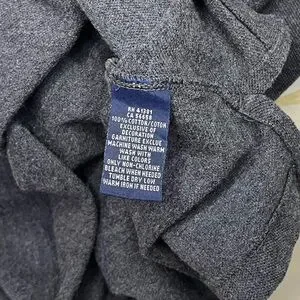 RN 41381
CA 56658
100% COTTON/COTON
EXCLUSIVE OF
DECORATION
GARNITURE EXCLUE
MACHINE WASH WARM
WASH WITH
LIKE COLORS
ONLY NON-CHLORINE
BLEACH WHEN NEEDED
TUMBLE DRY LOW
WARM IRON IF NEEDED